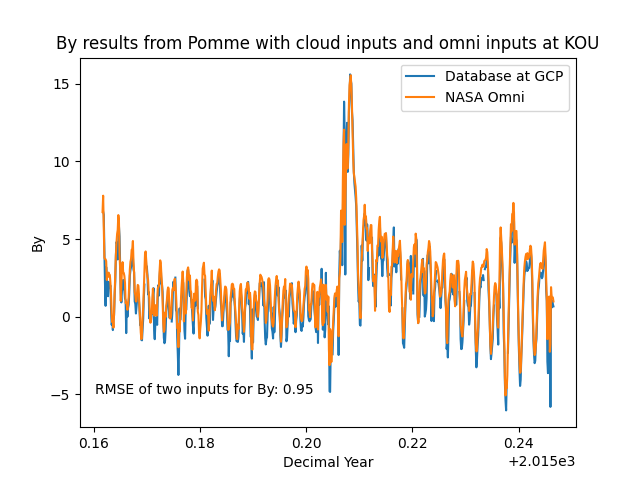 By results from Pomme with cloud inputs and omni inputs at KOU
Database at GCP
NASA Omni
15
10
5
0
−5
By
RMSE of two inputs for By: 0.95
0.16
0.18
0.20
0.22
0.24
Decimal Year
+2.015e3